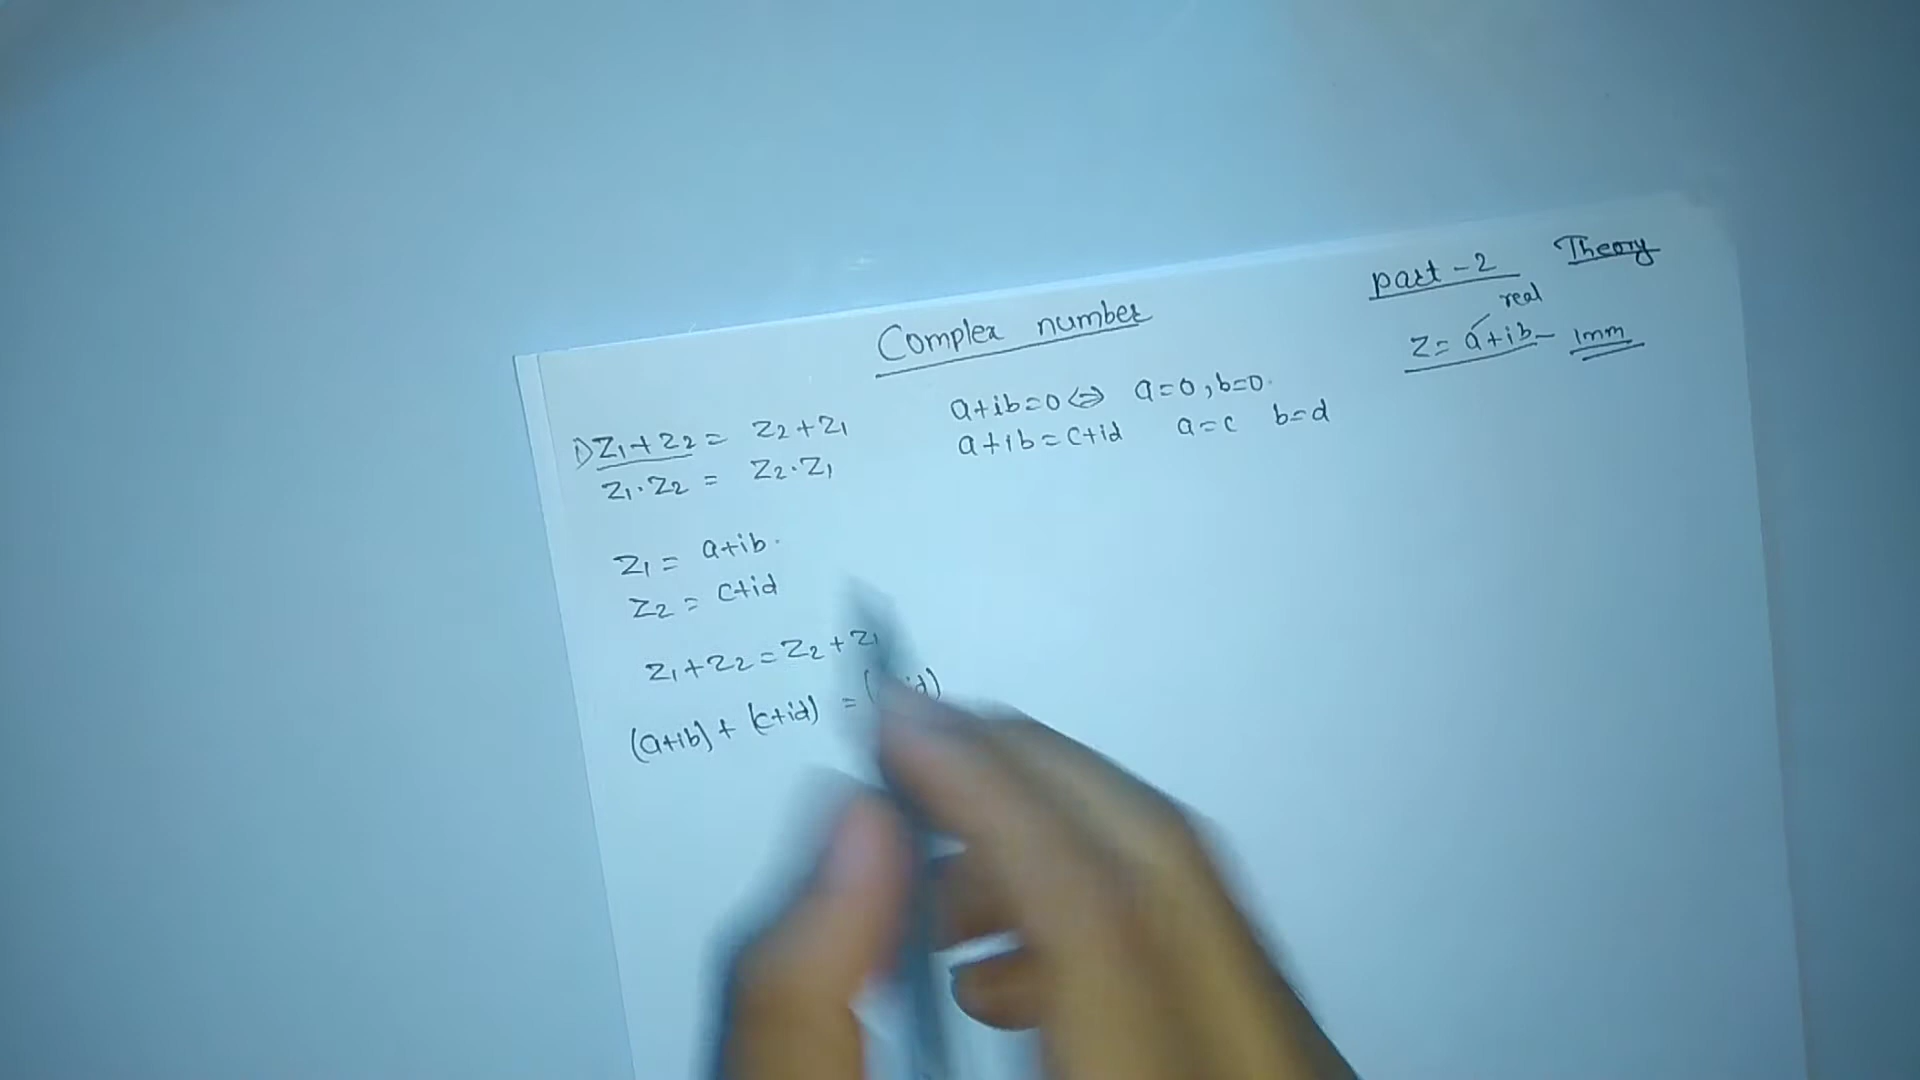 part-2 Theory
real
Complex number
z = a+ib - Imm
a+ib=0 ⇔ a=0, b=0.
a+ib = c+id a=c b=d
1) z₁+z₂ = z₂+z₁
z₁·z₂ = z₂·z₁
z₁ = a+ib.
z₂ = c+id
z₁+z₂ = z₂+z₁
(a+ib) + (c+id) =